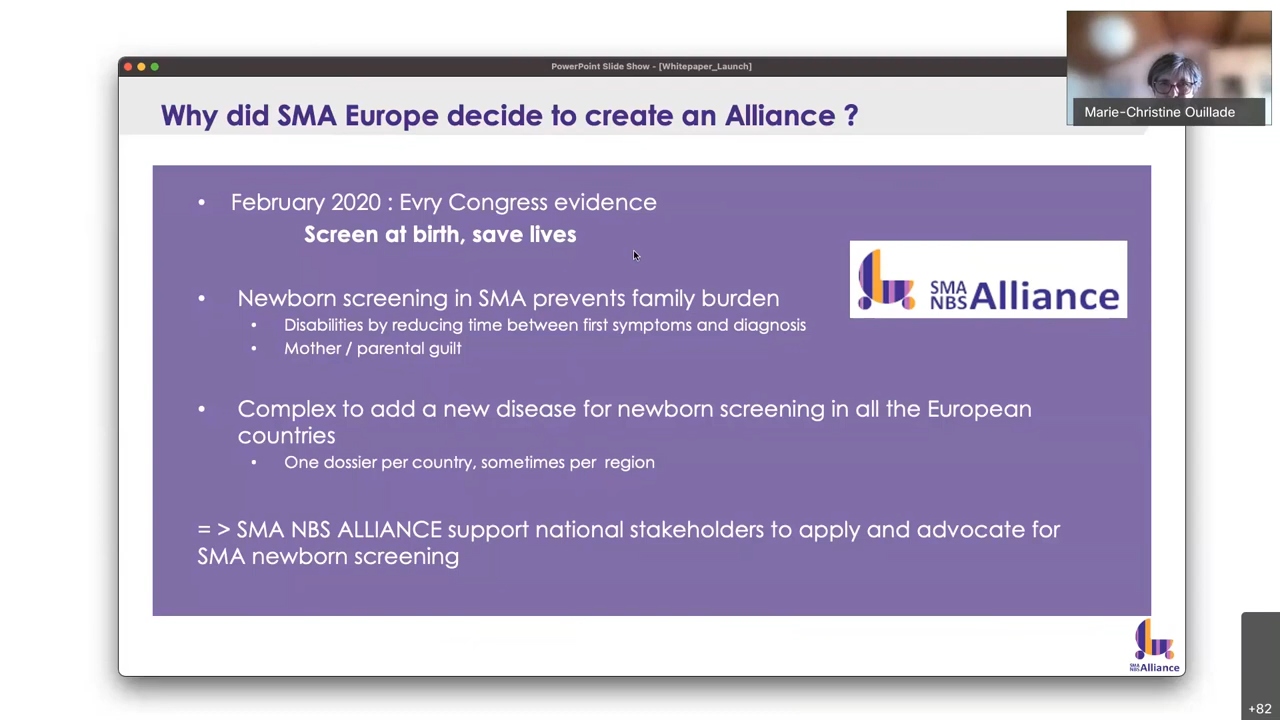 PowerPoint Slide Show - [Whitepaper_Launch]
Why did SMA Europe decide to create an Alliance ?
Marie-Christine Ouillade
• February 2020 : Evry Congress evidence
Screen at birth, save lives
SMA
NBS Alliance
• Newborn screening in SMA prevents family burden
• Disabilities by reducing time between first symptoms and diagnosis
• Mother / parental guilt
• Complex to add a new disease for newborn screening in all the European
countries
• One dossier per country, sometimes per region
= > SMA NBS ALLIANCE support national stakeholders to apply and advocate for
SMA newborn screening
SMA
NBS Alliance
+82